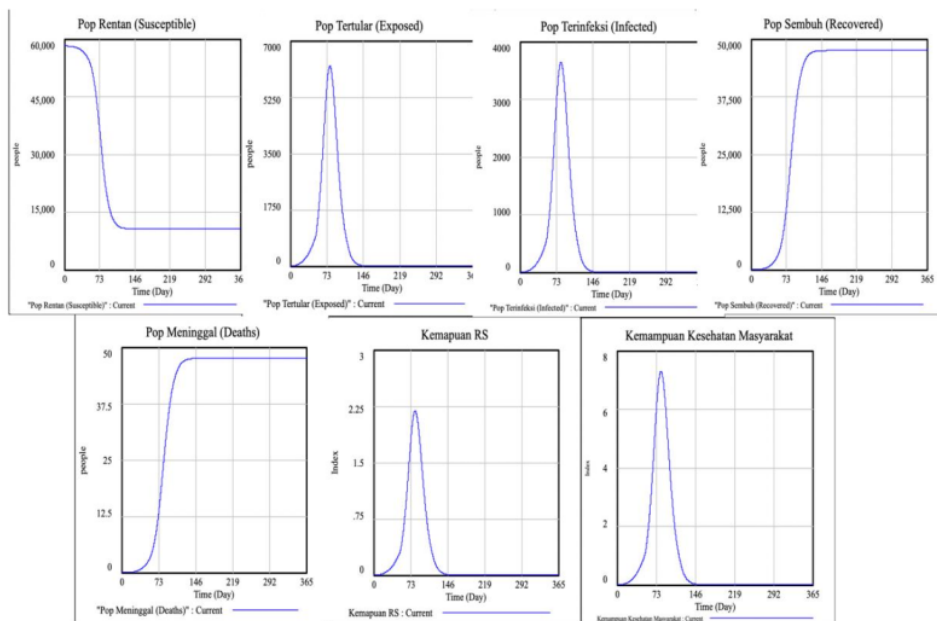 Pop Rentan (Susceptible)
60,000
45,000
30,000
15,000
0
people
0 73 146 219 292 36
Time (Day)
"Pop Rentan (Susceptible)" : Current
Pop Tertular (Exposed)
7000
5250
3500
1750
0
0 73 146 219 292 36
Time (Day)
"Pop Tertular (Exposed)" : Current
Pop Terinfeksi (Infected)
4000
3000
2000
1000
0
0 73 146 219 292 365
Time (Day)
"Pop Terinfeksi (Infected)" : Current
Pop Sembuh (Recovered)
50,000
37,500
25,000
12,500
0
people
0 73 146 219 292 365
Time (Day)
"Pop Sembuh (Recovered)" : Current
Pop Meninggal (Deaths)
50
37.5
25
12.5
0
people
0 73 146 219 292 365
Time (Day)
"Pop Meninggal (Deaths)" : Current
Kemapuan RS
3
2.25
1.5
.75
0
Index
0 73 146 219 292 365
Time (Day)
Kemapuan RS : Current
Kemampuan Kesehatan Masyarakat
8
6
4
2
0
Index
0 73 146 219 292 365
Time (Day)
Kemampuan Kesehatan Masyarakat : Current